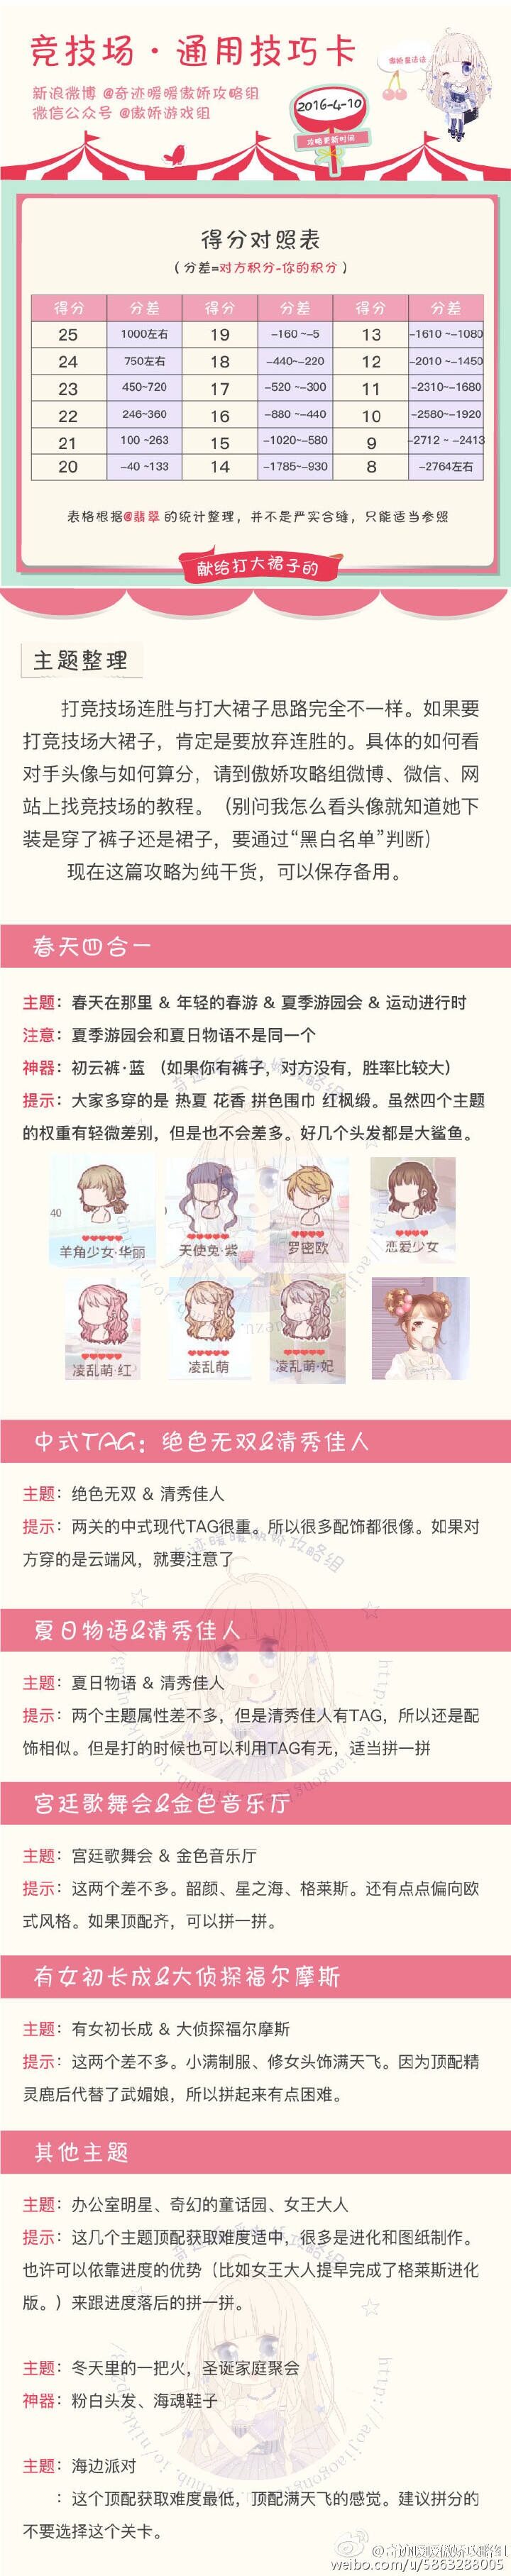 竞技场·通用技巧卡
新浪微博 @奇迹暖暖傲娇攻略组
微信公众号 @傲娇游戏组
2016-4-10
攻略更新时间
得分对照表
（分差=对方积分-你的积分）
得分 分差 得分 分差 得分 分差
25 1000左右 19 -160 ~-5 13 -1610 ~-1080
24 750左右 18 -440~-220 12 -2010 ~-1450
23 450~720 17 -520 ~-300 11 -2310~-1680
22 246~360 16 -880 ~-440 10 -2580~-1920
21 100 ~263 15 -1020~-580 9 -2712 ~ -2413
20 -40 ~133 14 -1785~-930 8 -2764左右
表格根据@翡翠 的统计整理，并不是严实合缝，只能适当参照
献给打大裙子的
主题整理
打竞技场连胜与打大裙子思路完全不一样。如果要
打竞技场大裙子，肯定是要放弃连胜的。具体的如何看
对手头像与如何算分，请到傲娇攻略组微博、微信、网
站上找竞技场的教程。（别问我怎么看头像就知道她下
装是穿了裤子还是裙子，要通过“黑白名单”判断）
现在这篇攻略为纯干货，可以保存备用。
春天四合一
主题：春天在那里 & 年轻的春游 & 夏季游园会 & 运动进行时
注意：夏季游园会和夏日物语不是同一个
神器：初云裤·蓝 （如果你有裤子，对方没有，胜率比较大）
提示：大家多穿的是 热夏 花香 拼色围巾 红枫缎。虽然四个主题
的权重有轻微差别，但是也不会差多。好几个头发都是大鲨鱼。
40
羊角少女·华丽 天使兔·紫 罗密欧 恋爱少女
凌乱萌·红 凌乱萌 凌乱萌·妃
中式TAG：绝色无双&清秀佳人
主题：绝色无双 & 清秀佳人
提示：两关的中式现代TAG很重。所以很多配饰都很像。如果对
方穿的是云端风，就要注意了
夏日物语&清秀佳人
主题：夏日物语 & 清秀佳人
提示：两个主题属性差不多，但是清秀佳人有TAG，所以还是配
饰相似。但是打的时候也可以利用TAG有无，适当拼一拼
宫廷歌舞会&金色音乐厅
主题：宫廷歌舞会 & 金色音乐厅
提示：这两个差不多。韶颜、星之海、格莱斯。还有点点偏向欧
式风格。如果顶配齐，可以拼一拼。
有女初长成&大侦探福尔摩斯
主题：有女初长成 & 大侦探福尔摩斯
提示：这两个差不多。小满制服、修女头饰满天飞。因为顶配精
灵鹿后代替了武媚娘，所以拼起来有点困难。
其他主题
主题：办公室明星、奇幻的童话园、女王大人
提示：这几个主题顶配获取难度适中，很多是进化和图纸制作。
也许可以依靠进度的优势（比如女王大人提早完成了格莱斯进化
版。）来跟进度落后的拼一拼。
主题：冬天里的一把火，圣诞家庭聚会
神器：粉白头发、海魂鞋子
主题：海边派对
：这个顶配获取难度最低，顶配满天飞的感觉。建议拼分的
不要选择这个关卡。
@奇迹暖暖傲娇攻略组
weibo.com/u/5863288005